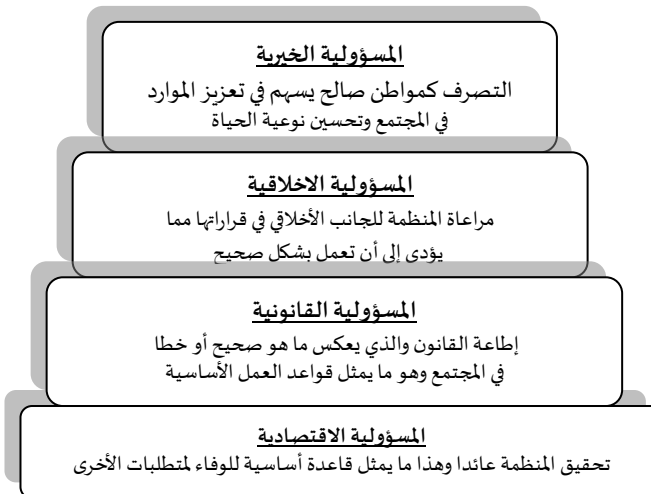 المسؤولية الخيرية
التصرف كمواطن صالح يسهم في تعزيز الموارد
في المجتمع وتحسين نوعية الحياة
المسؤولية الاخلاقية
مراعاة المنظمة للجانب الأخلاقي في قراراتها مما
يؤدي إلى أن تعمل بشكل صحيح
المسؤولية القانونية
إطاعة القانون والذي يعكس ما هو صحيح أو خطا
في المجتمع وهو ما يمثل قواعد العمل الأساسية
المسؤولية الاقتصادية
تحقيق المنظمة عائدا وهذا ما يمثل قاعدة أساسية للوفاء لمتطلبات الأخرى